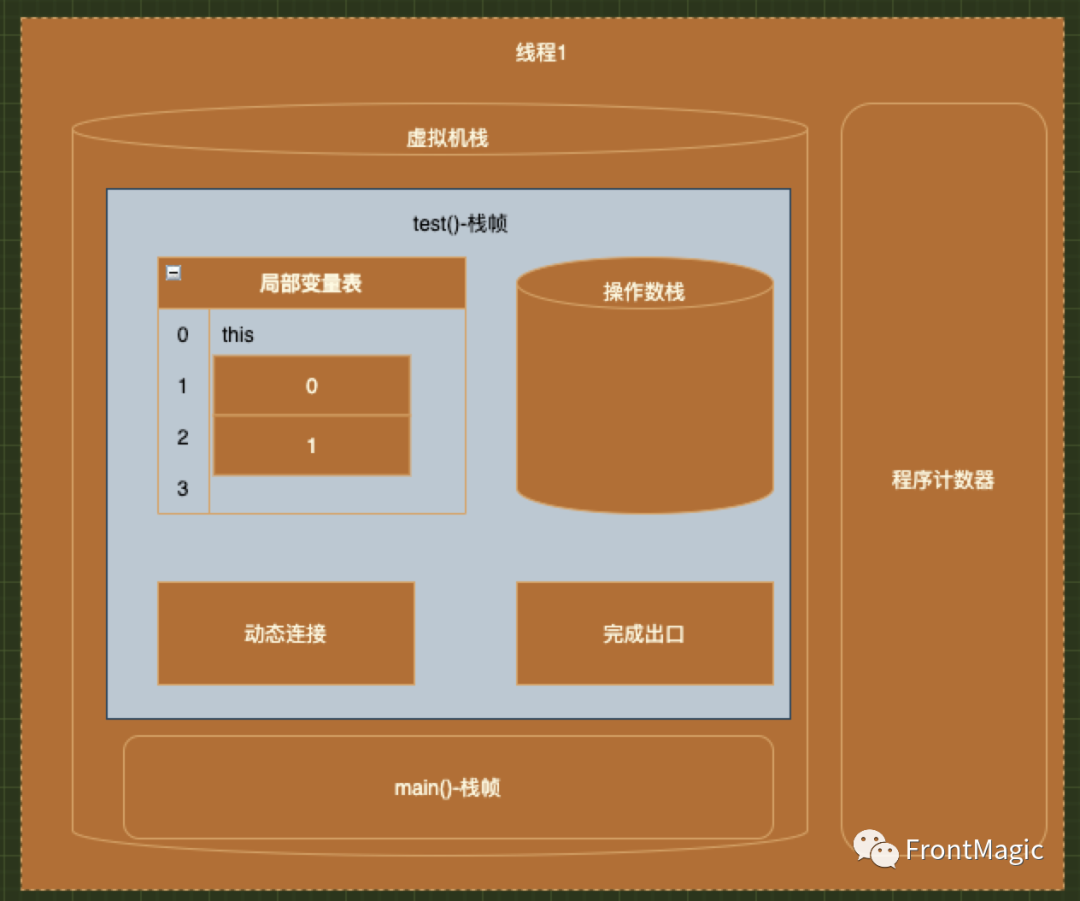 线程1
虚拟机栈
test()-栈帧
局部变量表
0 this
1 0
2 1
3
操作数栈
动态连接
完成出口
main()-栈帧
程序计数器
FrontMagic